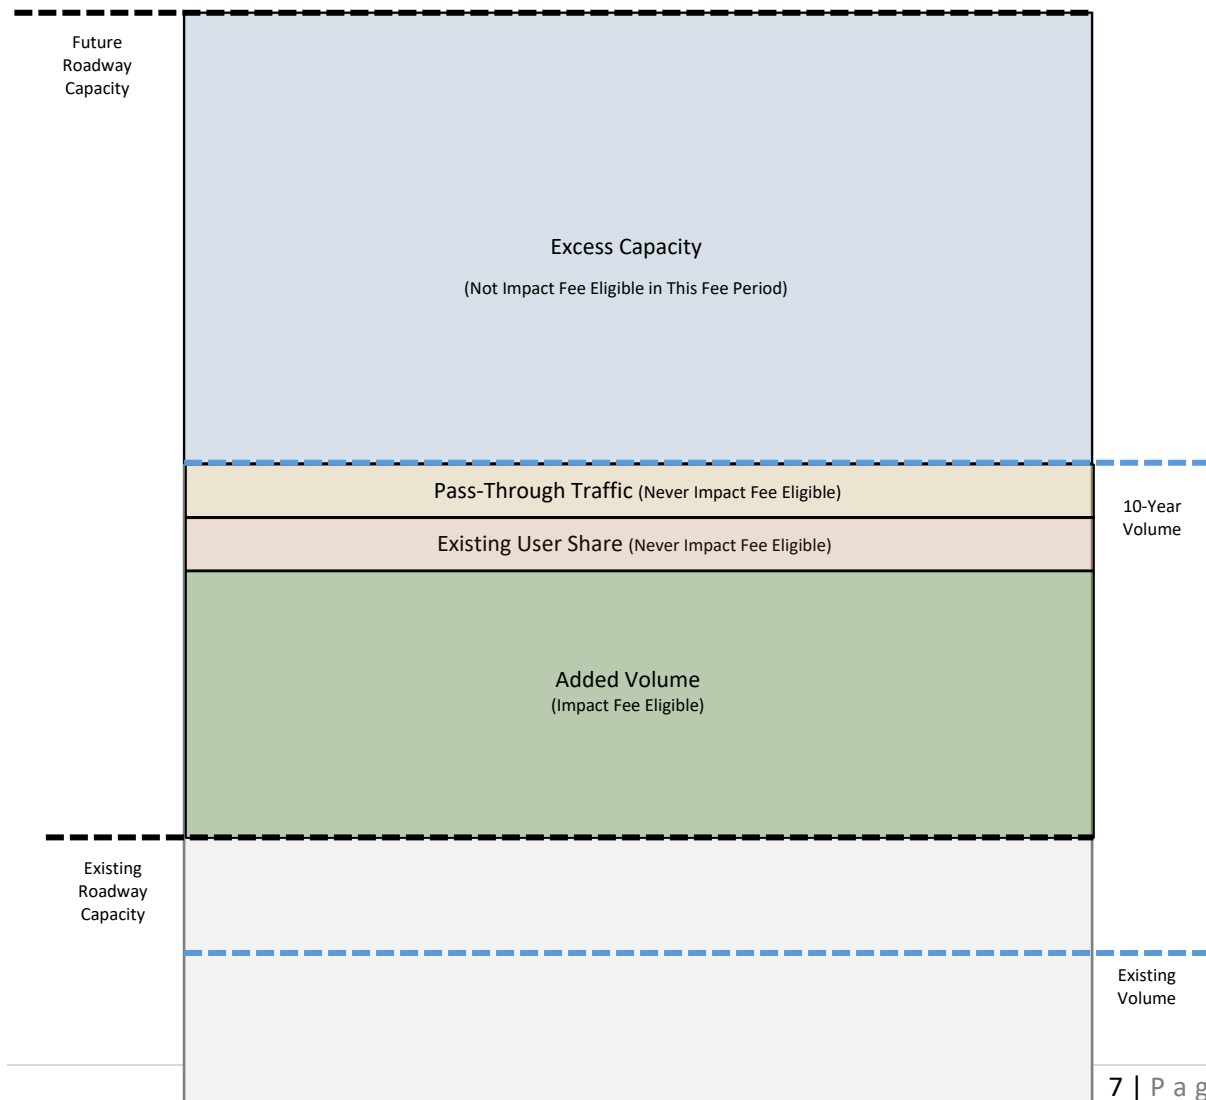 Future
Roadway
Capacity
Excess Capacity
(Not Impact Fee Eligible in This Fee Period)
Pass-Through Traffic (Never Impact Fee Eligible)
10-Year
Volume
Existing User Share (Never Impact Fee Eligible)
Added Volume
(Impact Fee Eligible)
Existing
Roadway
Capacity
Existing
Volume
7 | Pag